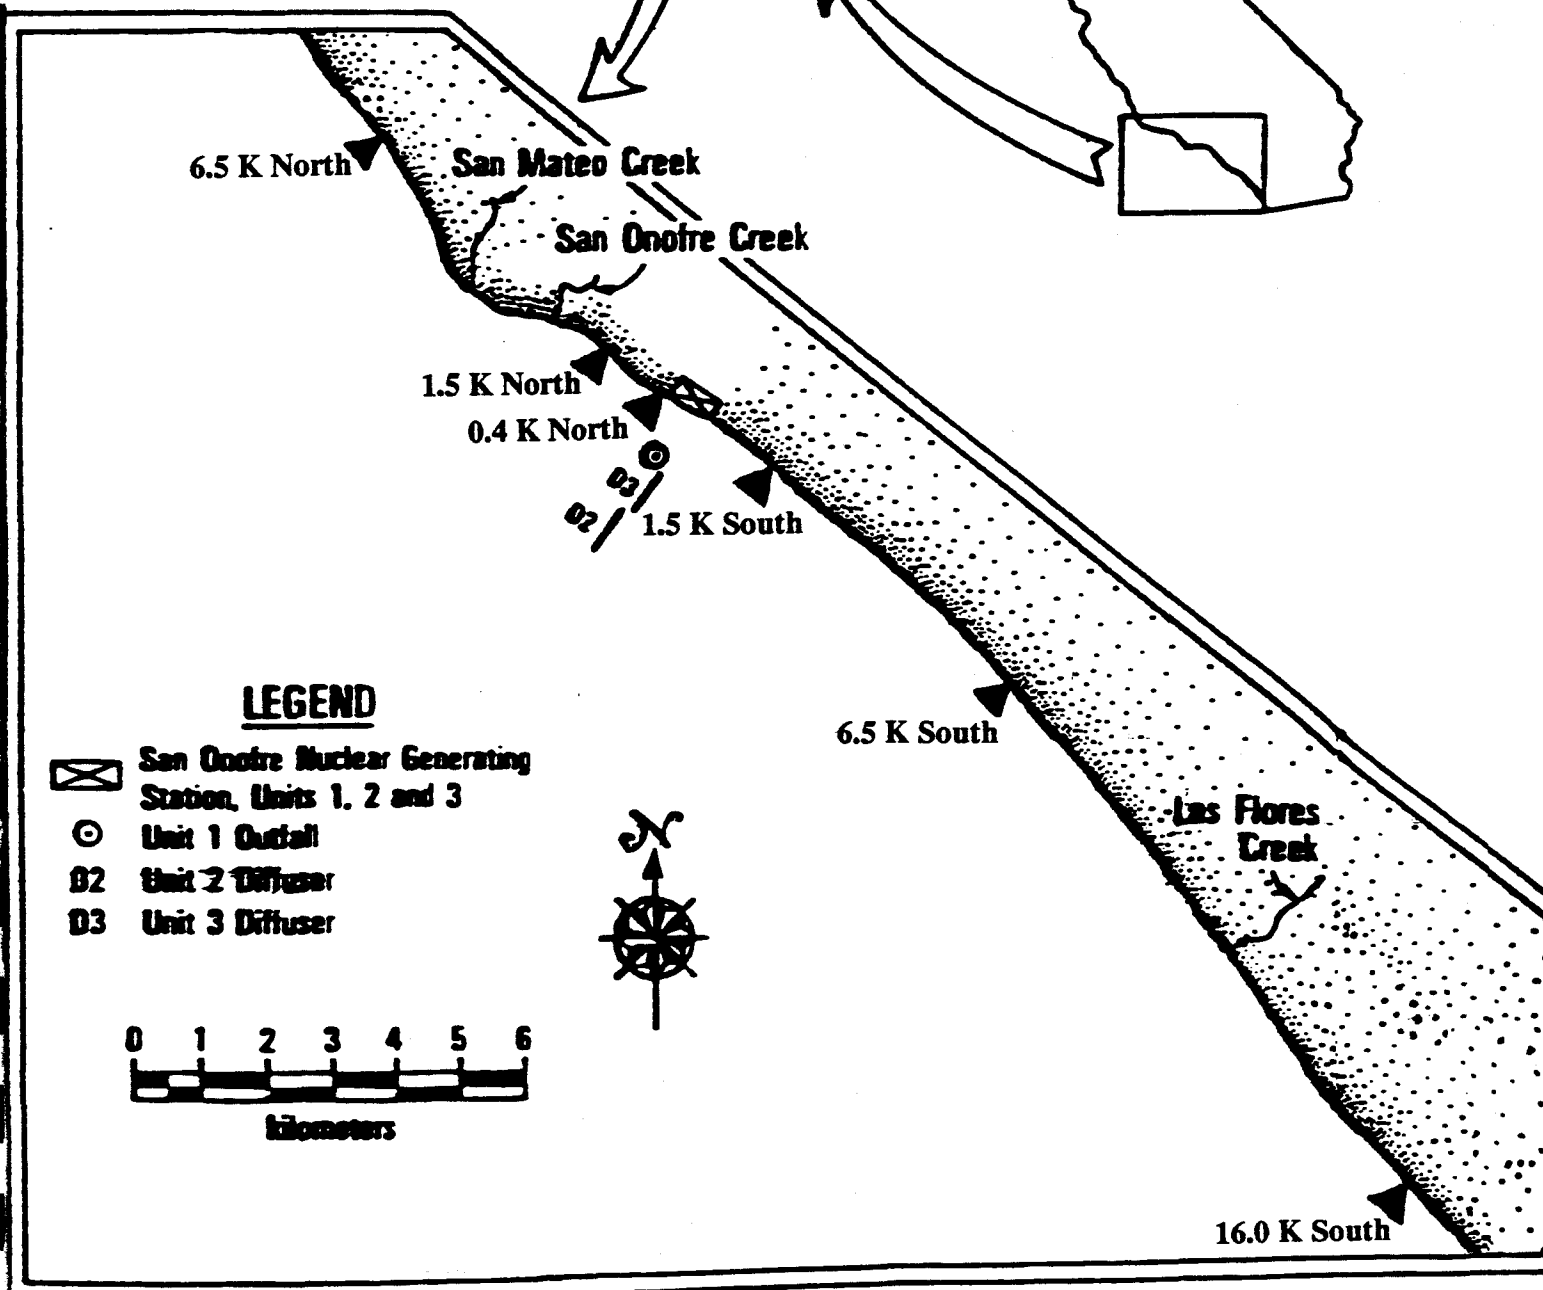 6.5 K North
San Mateo Creek
San Onofre Creek
1.5 K North
0.4 K North
D3
D2
1.5 K South
6.5 K South
LEGEND
San Onofre Nuclear Generating
Station, Units 1, 2 and 3
Unit 1 Outfall
D2 Unit 2 Diffuser
D3 Unit 3 Diffuser
N
Las Flores
Creek
0 1 2 3 4 5 6
kilometers
16.0 K South